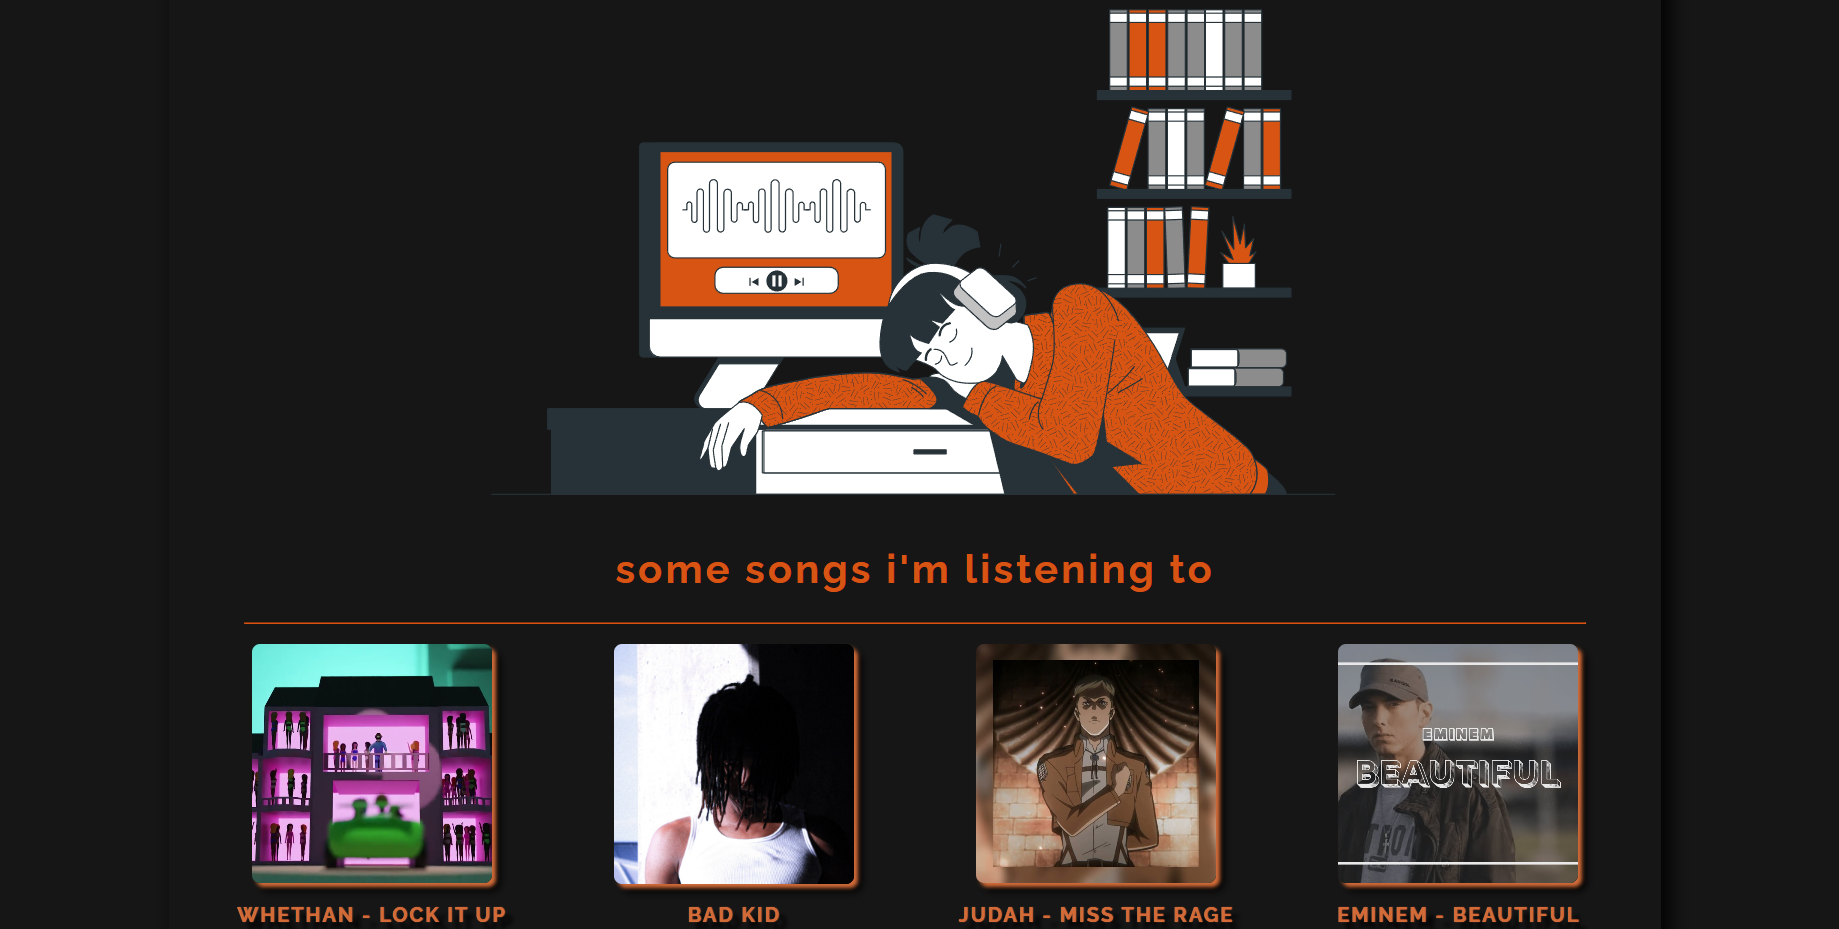 some songs i'm listening to
EMINEM
BEAUTIFUL
WHETHAN - LOCK IT UP
BAD KID
JUDAH - MISS THE RAGE
EMINEM - BEAUTIFUL